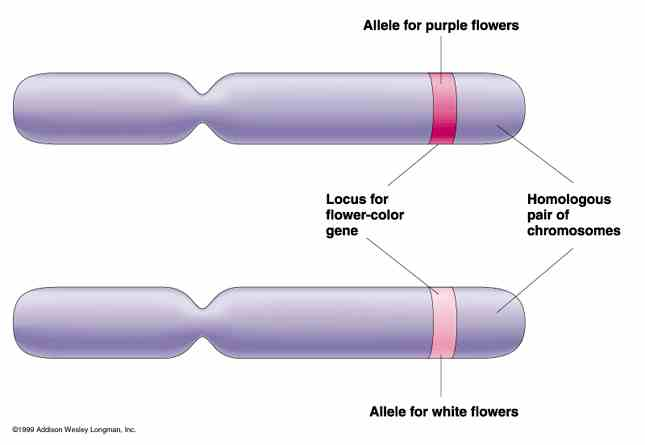 Allele for purple flowers
Locus for
flower-color
gene
Homologous
pair of
chromosomes
Allele for white flowers
©1999 Addison Wesley Longman, Inc.